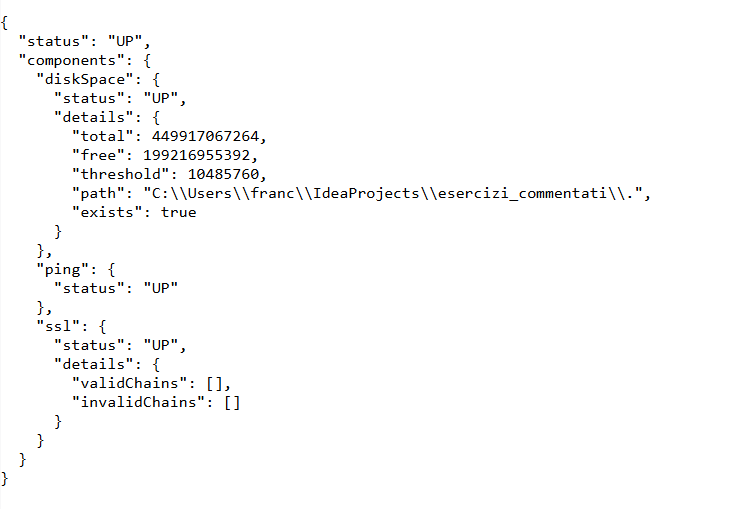 {
  "status": "UP",
  "components": {
    "diskSpace": {
      "status": "UP",
      "details": {
        "total": 449917067264,
        "free": 199216955392,
        "threshold": 10485760,
        "path": "C:\\Users\\franc\\IdeaProjects\\esercizi_commentati\\.",
        "exists": true
      }
    },
    "ping": {
      "status": "UP"
    },
    "ssl": {
      "status": "UP",
      "details": {
        "validChains": [],
        "invalidChains": []
      }
    }
  }
}